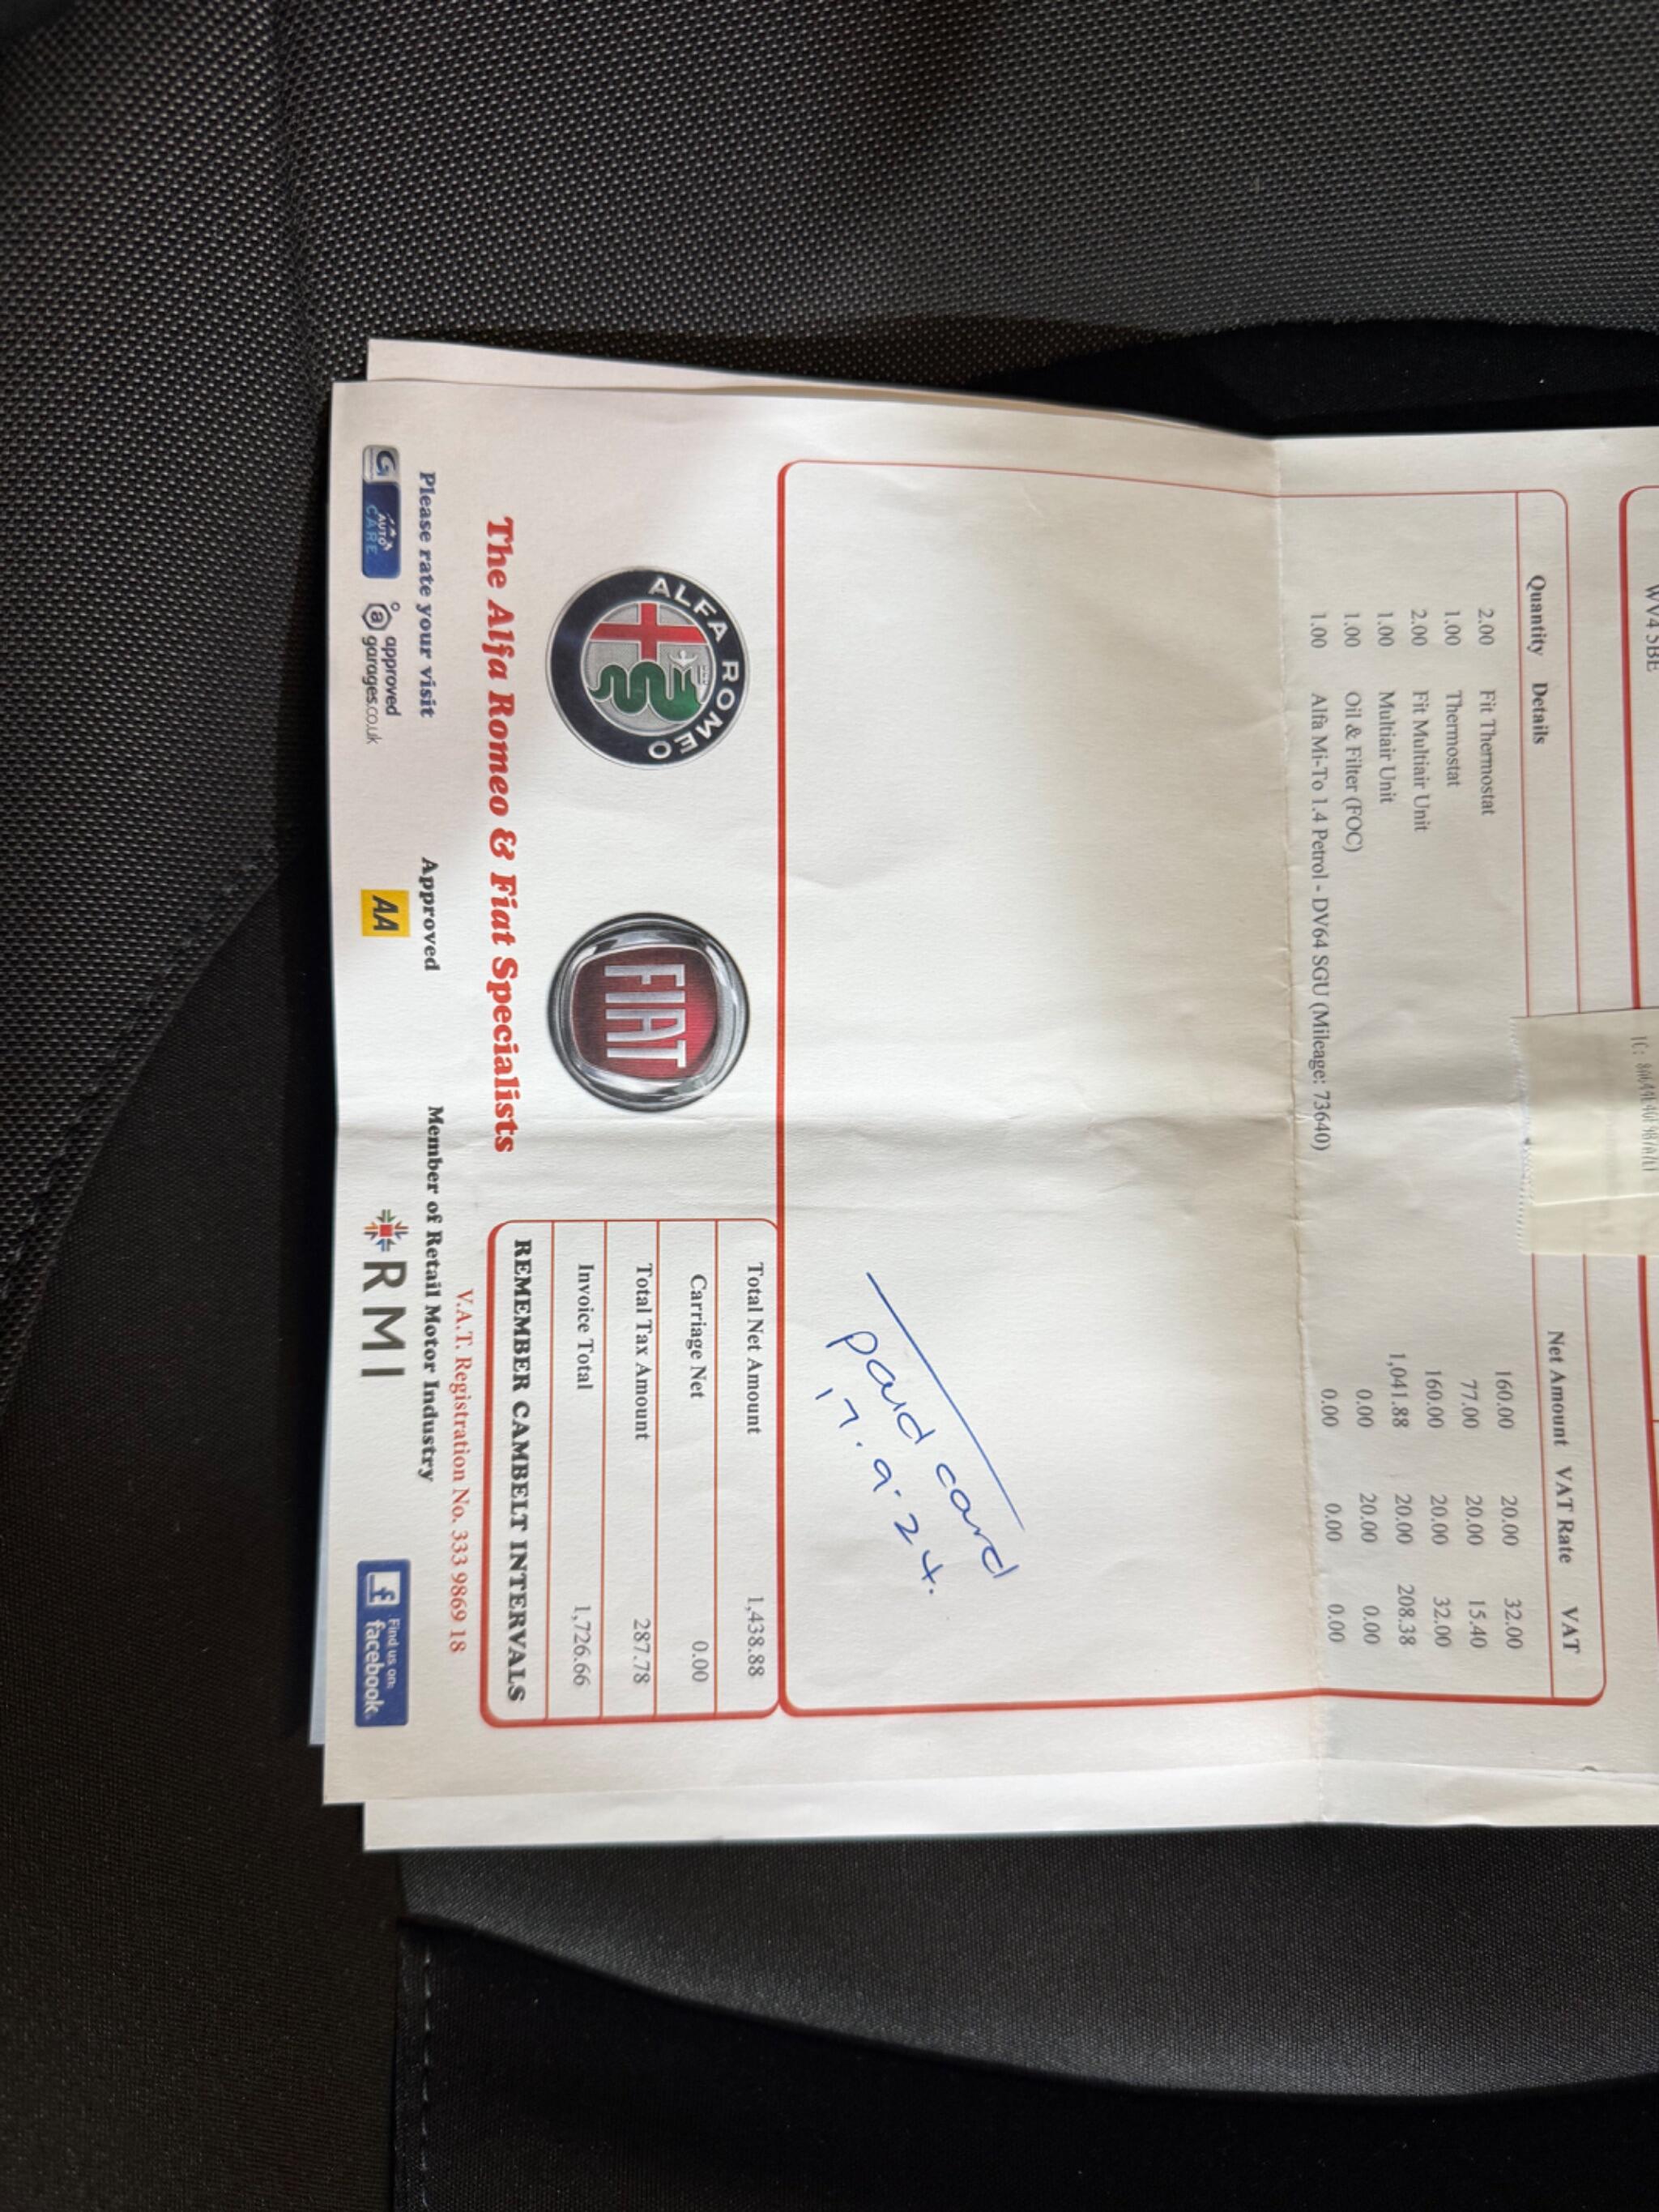 WV4 5BE
Quantity Details Net Amount VAT Rate VAT
2.00 Fit Thermostat 160.00 20.00 32.00
1.00 Thermostat 77.00 20.00 15.40
2.00 Fit Multiair Unit 160.00 20.00 32.00
1.00 Multiair Unit 1,041.88 20.00 208.38
1.00 Oil & Filter (FOC) 0.00 20.00 0.00
1.00 Alfa Mi-To 1.4 Petrol - DV64 SGU (Mileage: 73640) 0.00 0.00 0.00
paid card
17.9.24.
ALFA ROMEO
FIAT
The Alfa Romeo & Fiat Specialists
Total Net Amount 1,438.88
Carriage Net 0.00
Total Tax Amount 287.78
Invoice Total 1,726.66
REMEMBER CAMBELT INTERVALS
V.A.T. Registration No. 333 9869 18
Please rate your visit
Approved
Member of Retail Motor Industry
AUTO CARE
approved garages.co.uk
AA
RMI
Find us on: facebook.